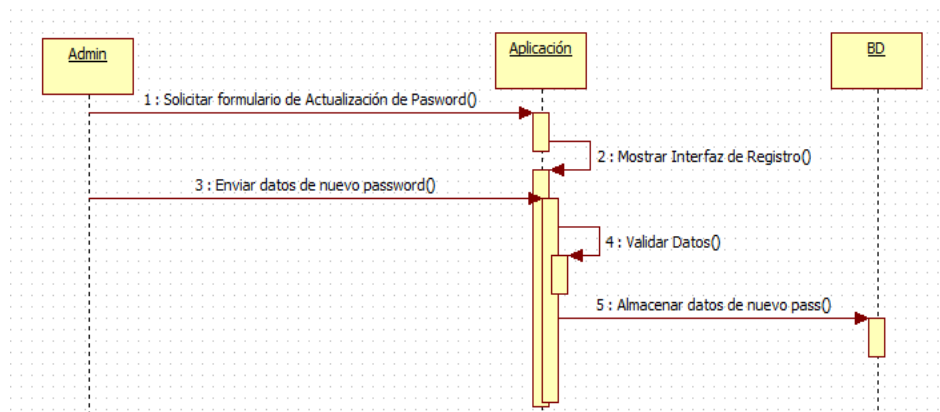 Admin
Aplicación
BD
1 : Solicitar formulario de Actualización de Pasword()
2 : Mostrar Interfaz de Registro()
3 : Enviar datos de nuevo password()
4 : Validar Datos()
5 : Almacenar datos de nuevo pass()